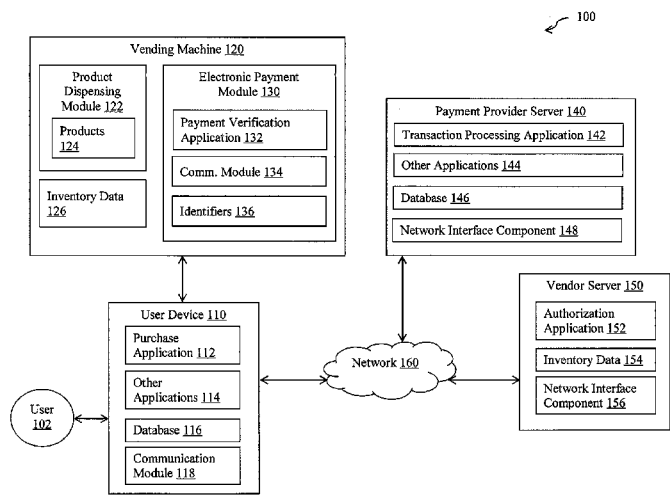 100
Vending Machine 120
Product
Dispensing
Module 122
Products
124
Inventory Data
126
Electronic Payment
Module 130
Payment Verification
Application 132
Comm. Module 134
Identifiers 136
Payment Provider Server 140
Transaction Processing Application 142
Other Applications 144
Database 146
Network Interface Component 148
User Device 110
Purchase
Application 112
Other
Applications 114
Database 116
Communication
Module 118
User
102
Network 160
Vendor Server 150
Authorization
Application 152
Inventory Data 154
Network Interface
Component 156